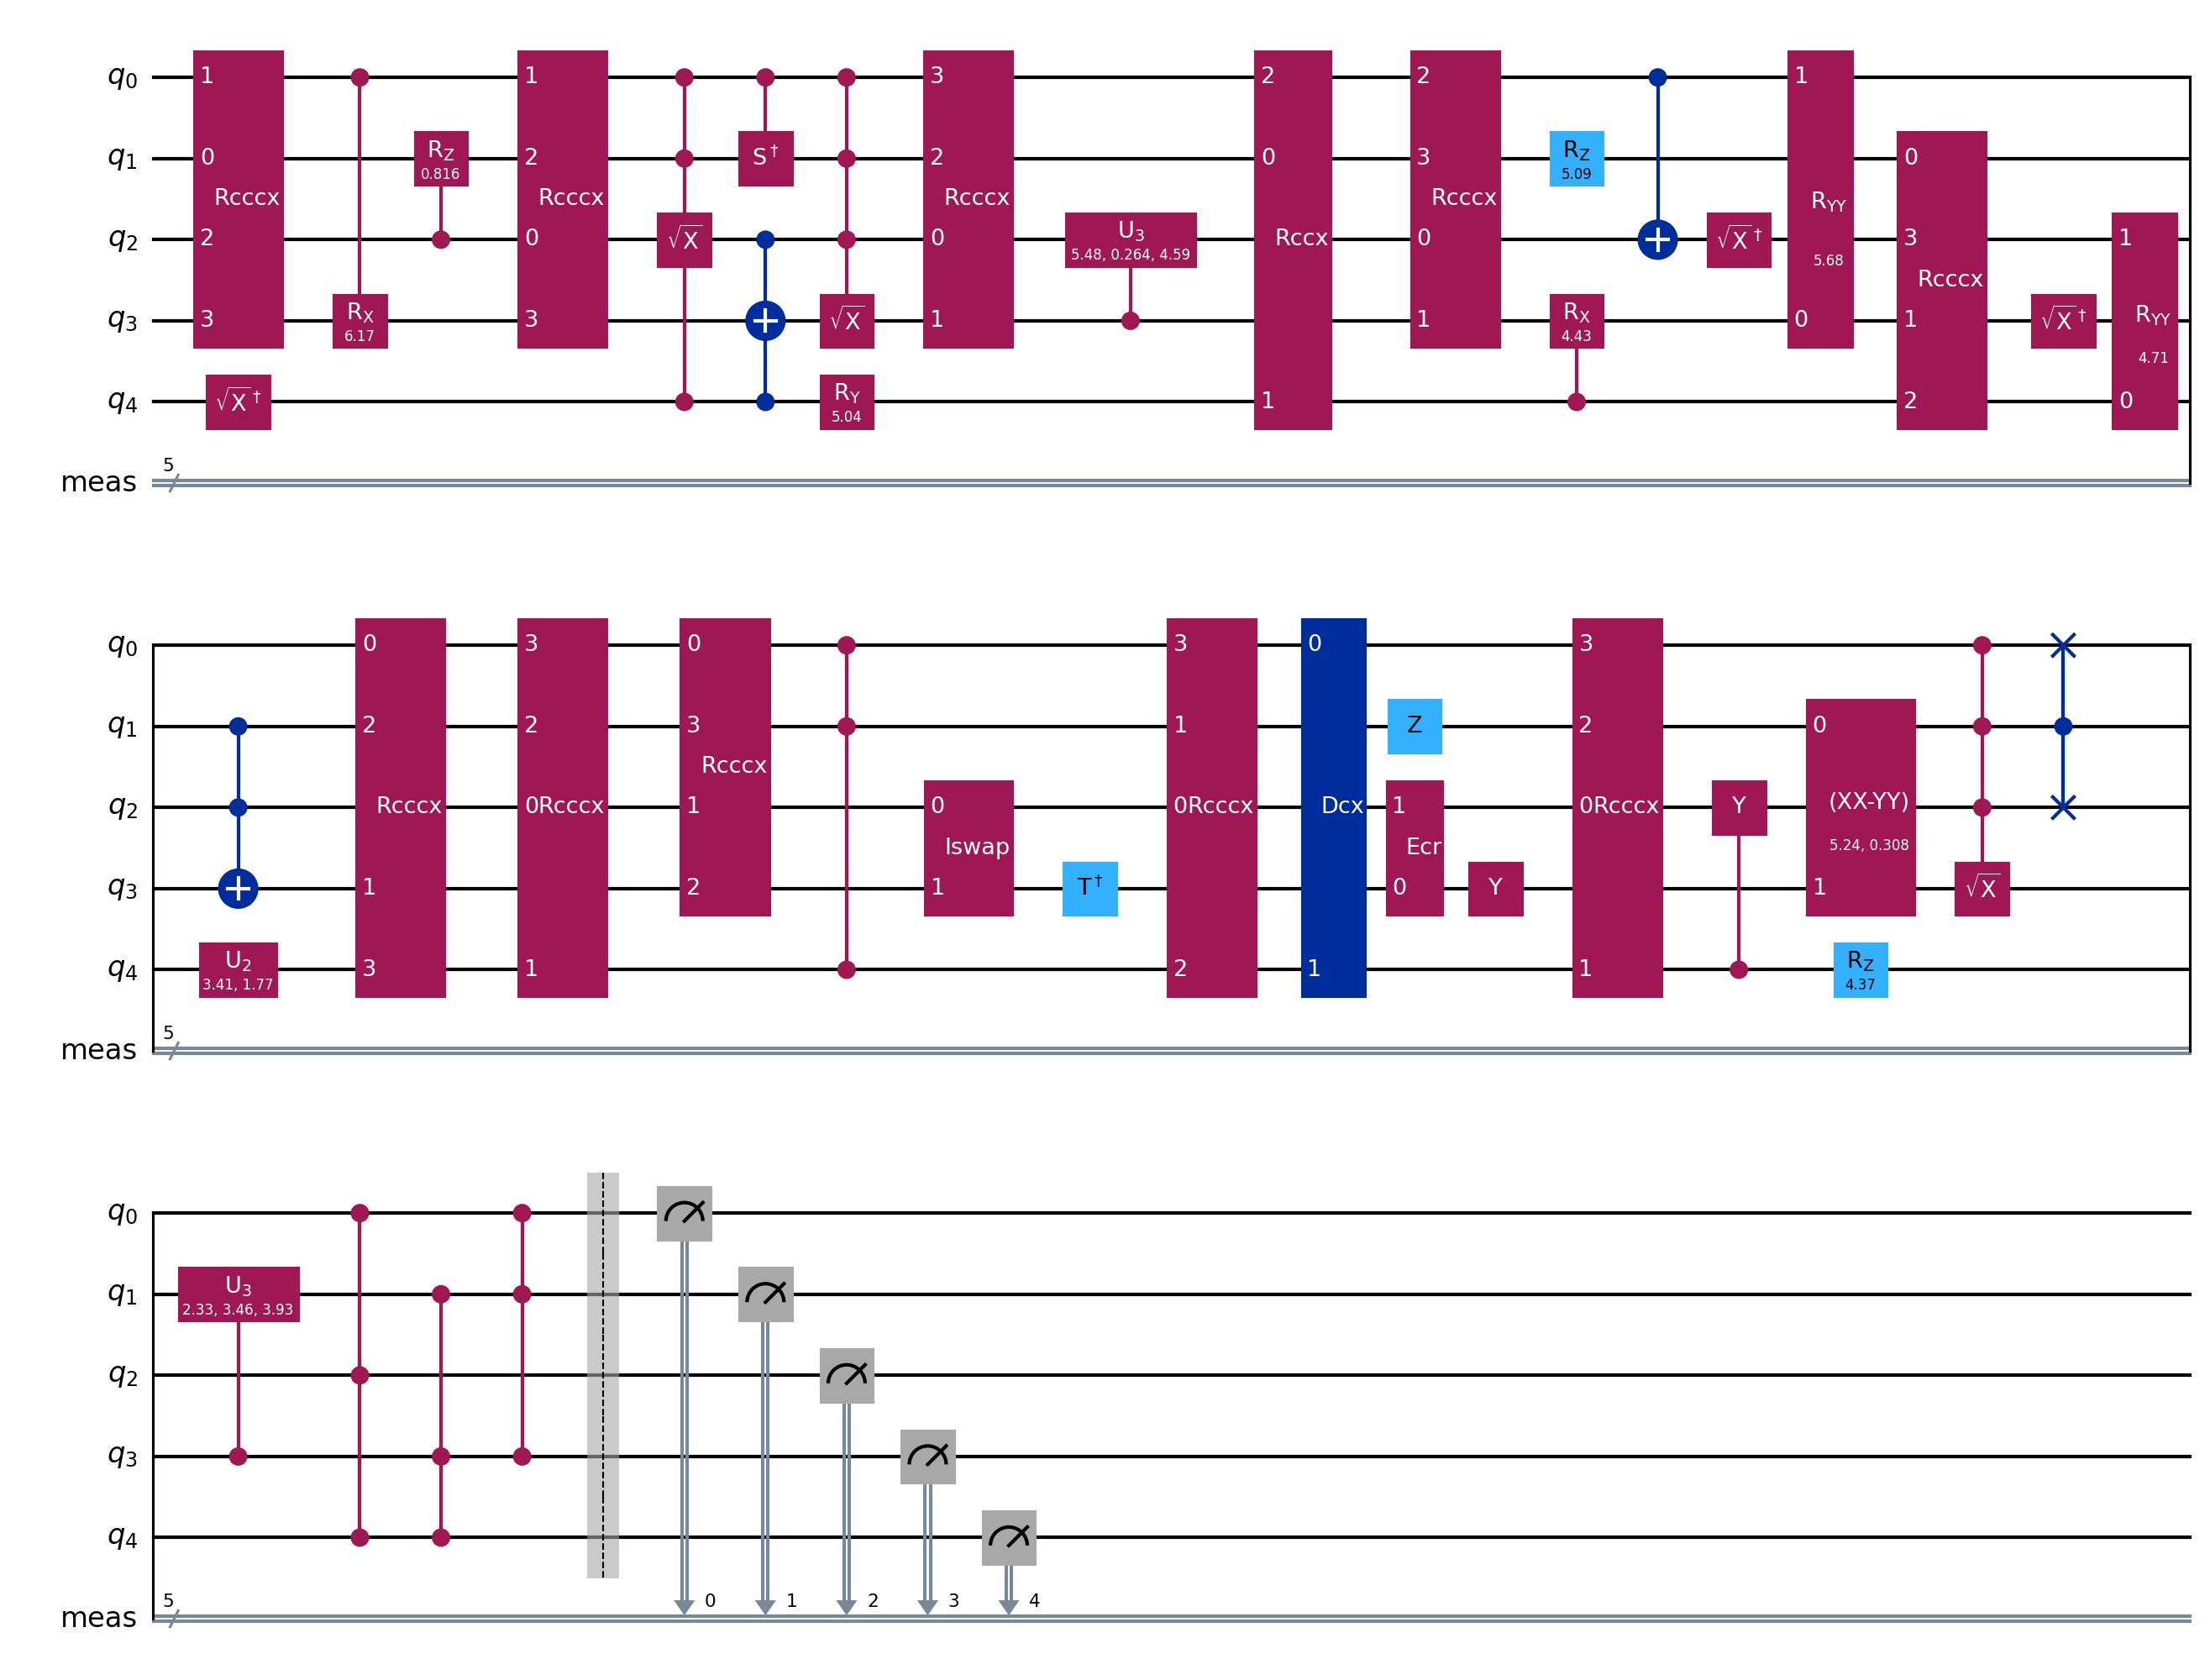 q0 1 1 3 2 2 1
q1 0 RZ 0.816 2 S† 2 0 3 RZ 5.09 0
Rcccx Rcccx Rcccx Rcccx RYY 5.68
q2 2 0 √X 0 U3 5.48, 0.264, 4.59 Rccx 0 √X† 3 1
Rcccx
q3 3 RX 6.17 3 √X 1 1 RX 4.43 0 1 √X† RYY 4.71
q4 √X† RY 5.04 1 2 0
meas 5
q0 0 3 0 3 0 3
q1 2 2 3 1 Z 2 0
Rcccx
q2 Rcccx 0Rcccx 1 0 0Rcccx Dcx 1 0Rcccx Y (XX-YY) 5.24, 0.308
Iswap Ecr
q3 1 2 1 T† 0 Y 1 √X
q4 U2 3.41, 1.77 3 1 2 1 1 RZ 4.37
meas 5
q0
q1 U3 2.33, 3.46, 3.93
q2
q3
q4
meas 5 0 1 2 3 4